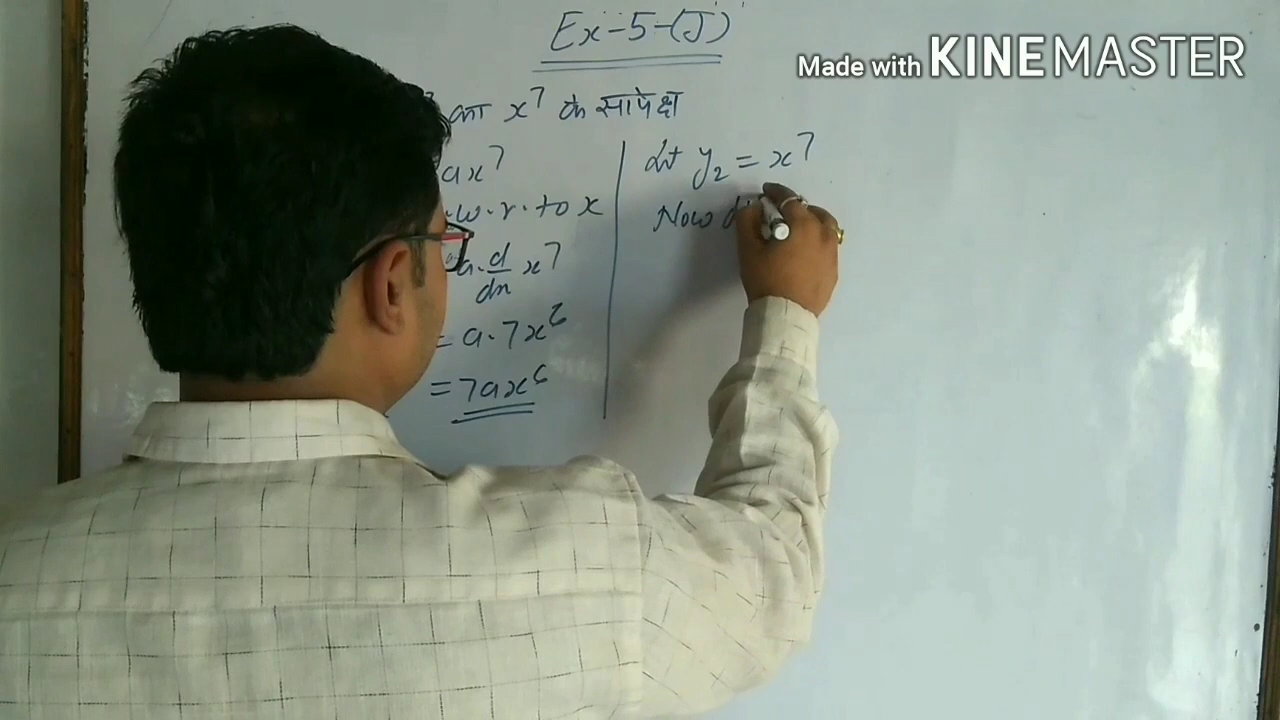 Ex-5-(J)
Made with KINEMASTER
का x⁷ के सापेक्ष
ax⁷
w.r.to x
a.d/dx x⁷
= a.7x⁶
= 7ax⁶
Let y₂ = x⁷
Now